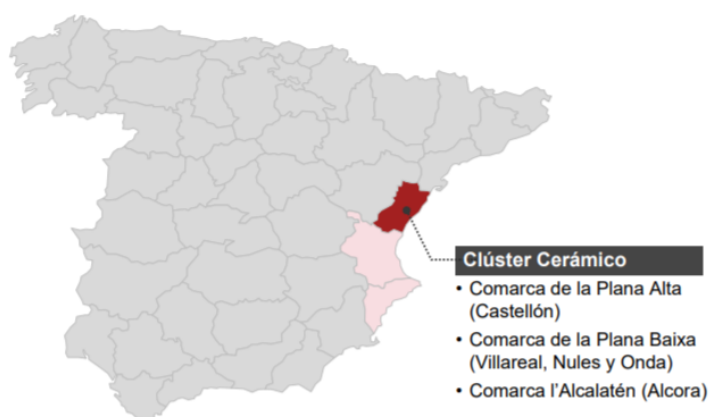 Clúster Cerámico
• Comarca de la Plana Alta
(Castellón)
• Comarca de la Plana Baixa
(Villareal, Nules y Onda)
• Comarca l'Alcalatén (Alcora)